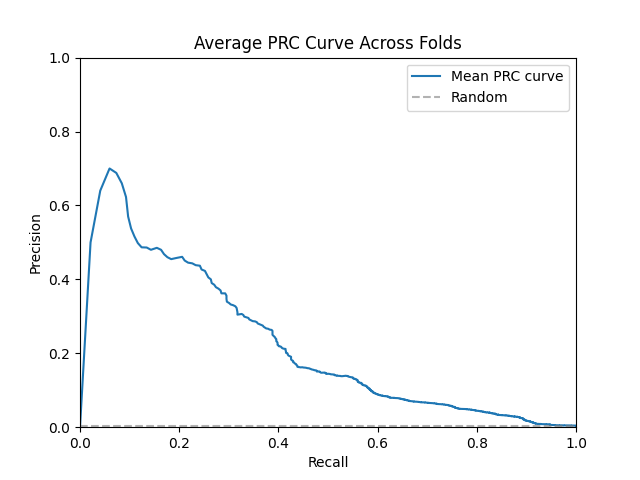 Average PRC Curve Across Folds
1.0
0.8
0.6
0.4
0.2
0.0
Precision
Mean PRC curve
Random
0.0 0.2 0.4 0.6 0.8 1.0
Recall